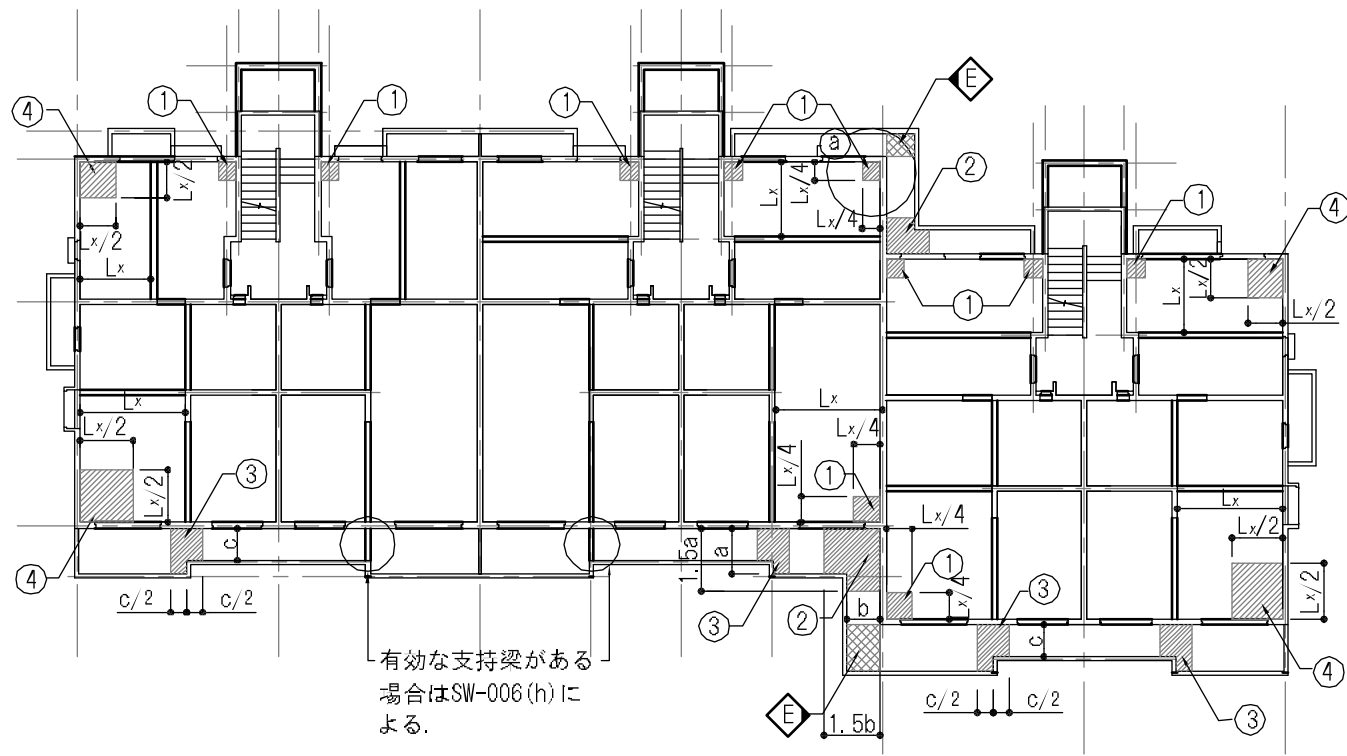 E
④
①
①
①
①
ⓐ
②
①
④
Lx/2
Lx/2
Lx
Lx
Lx/4
Lx/4
①
Lx
Lx/2
Lx/2
Lx
Lx/2
Lx/2
③
④
c
c/2
c/2
Lx
Lx/4
Lx/4
①
Lx/4
①
Lx/4
1.5a
a
③
②
b
Lx
Lx/2
Lx/2
③
④
c
c/2
c/2
③
有効な支持梁がある
場合はSW-006(h)に
よる.
E
1.5b